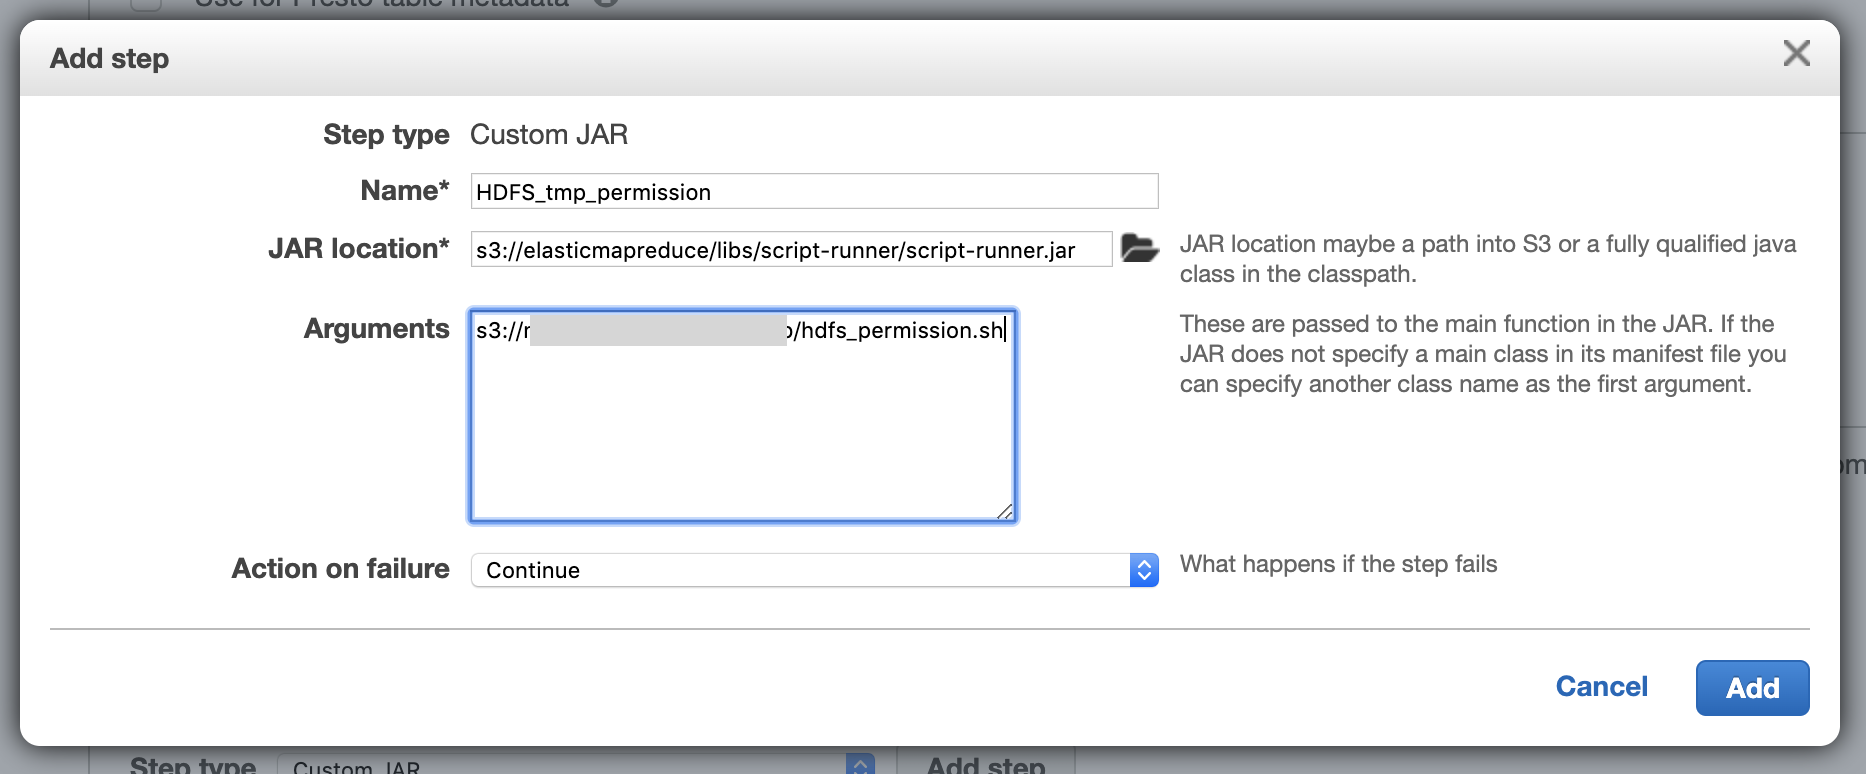 Use for Presto table metadata
Add step
Step type Custom JAR
Name* HDFS_tmp_permission
JAR location* s3://elasticmapreduce/libs/script-runner/script-runner.jar
JAR location maybe a path into S3 or a fully qualified java
class in the classpath.
Arguments s3:// /hdfs_permission.sh
These are passed to the main function in the JAR. If the
JAR does not specify a main class in its manifest file you
can specify another class name as the first argument.
Action on failure Continue
What happens if the step fails
Cancel Add
Step type Custom JAR Add step